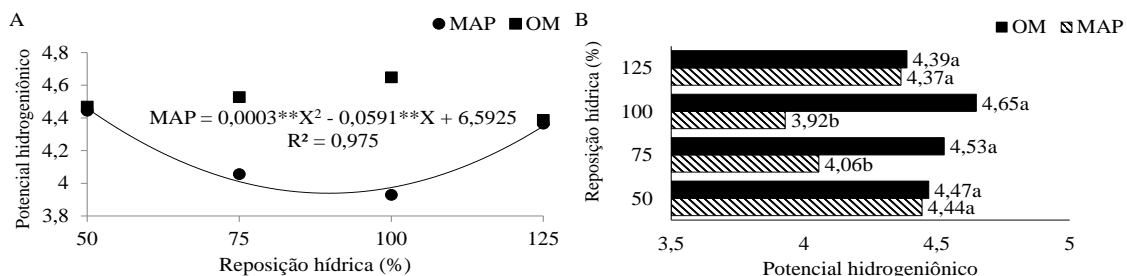 A
MAP OM
Potencial hidrogeniônico
4,8
4,6
4,4
4,2
4
3,8
MAP = 0,0003**X² - 0,0591**X + 6,5925
R² = 0,975
50 75 100 125
Reposição hídrica (%)
B
OM MAP
Reposição hídrica (%)
125
4,39a
4,37a
100
4,65a
3,92b
75
4,53a
4,06b
50
4,47a
4,44a
3,5 4 4,5 5
Potencial hidrogeniônico